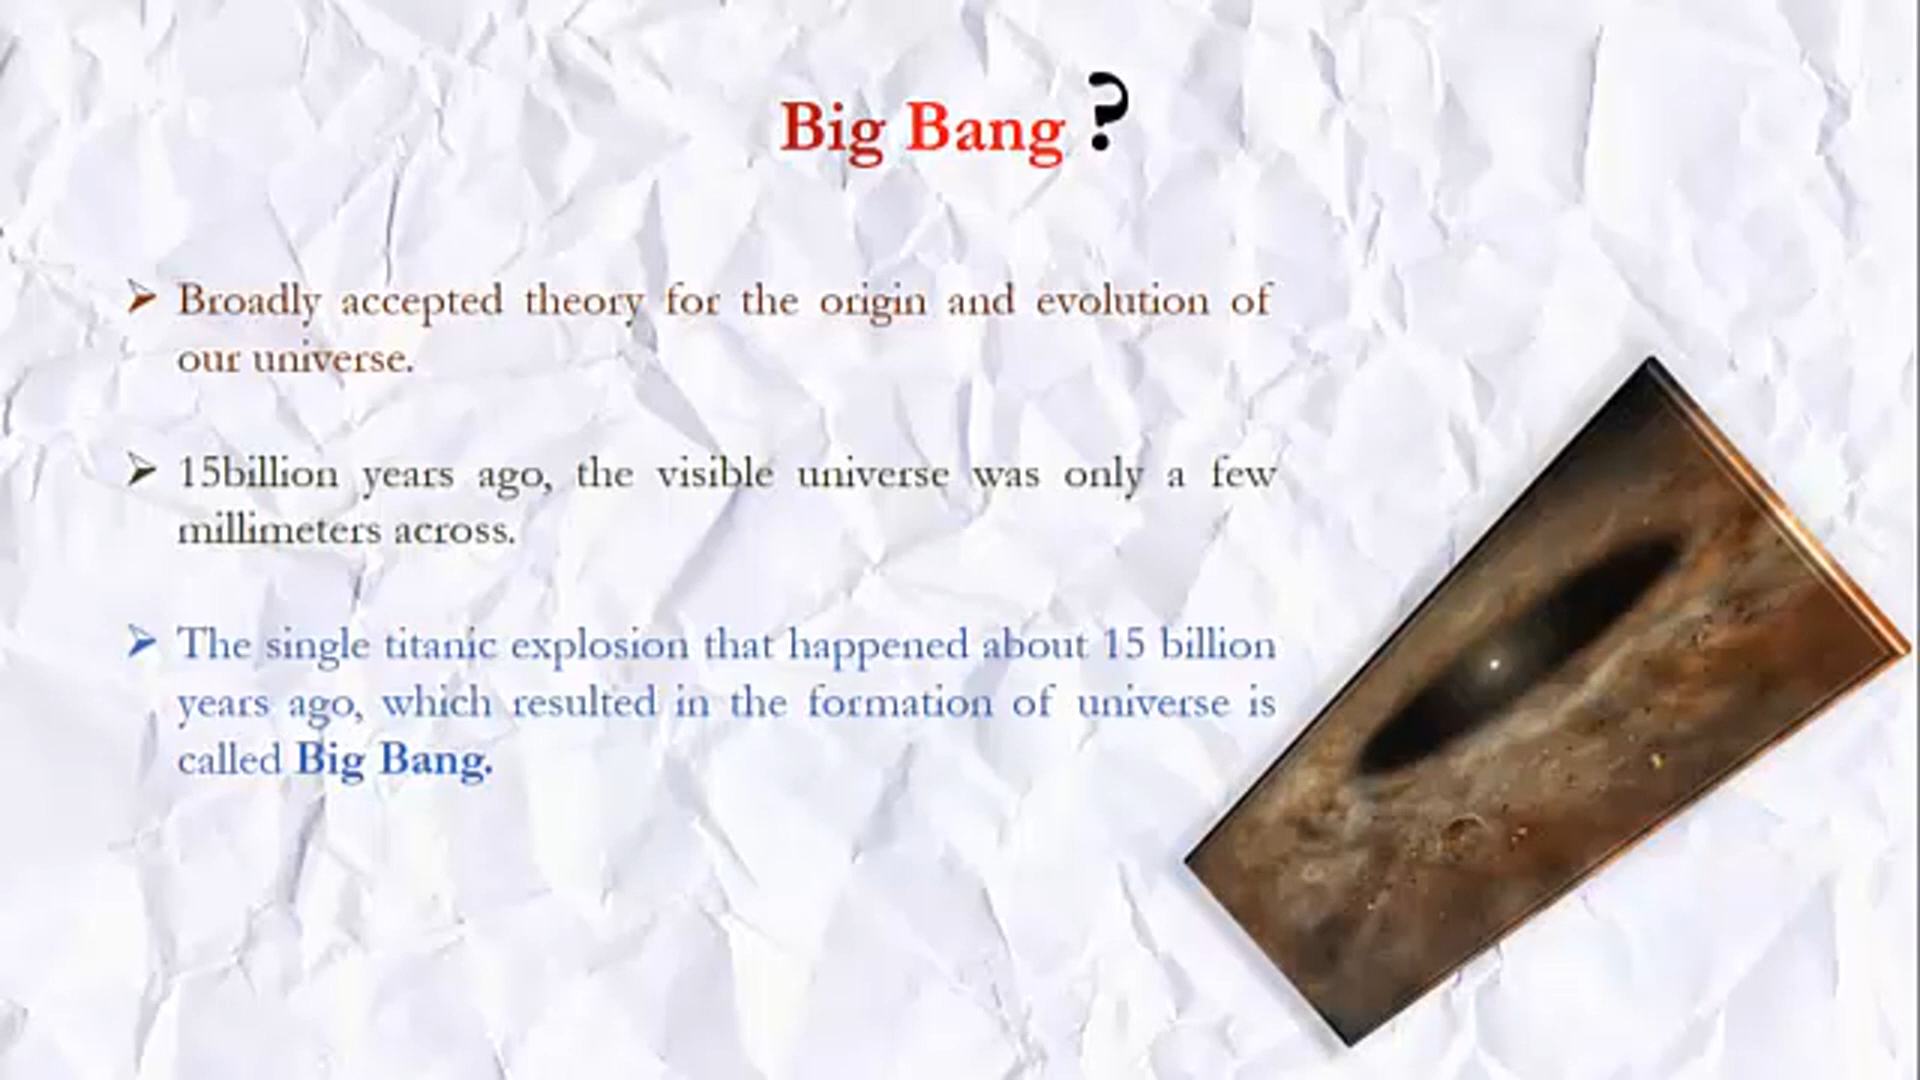 Big Bang ?
➢ Broadly accepted theory for the origin and evolution of
our universe.
➢ 15billion years ago, the visible universe was only a few
millimeters across.
➢ The single titanic explosion that happened about 15 billion
years ago, which resulted in the formation of universe is
called Big Bang.